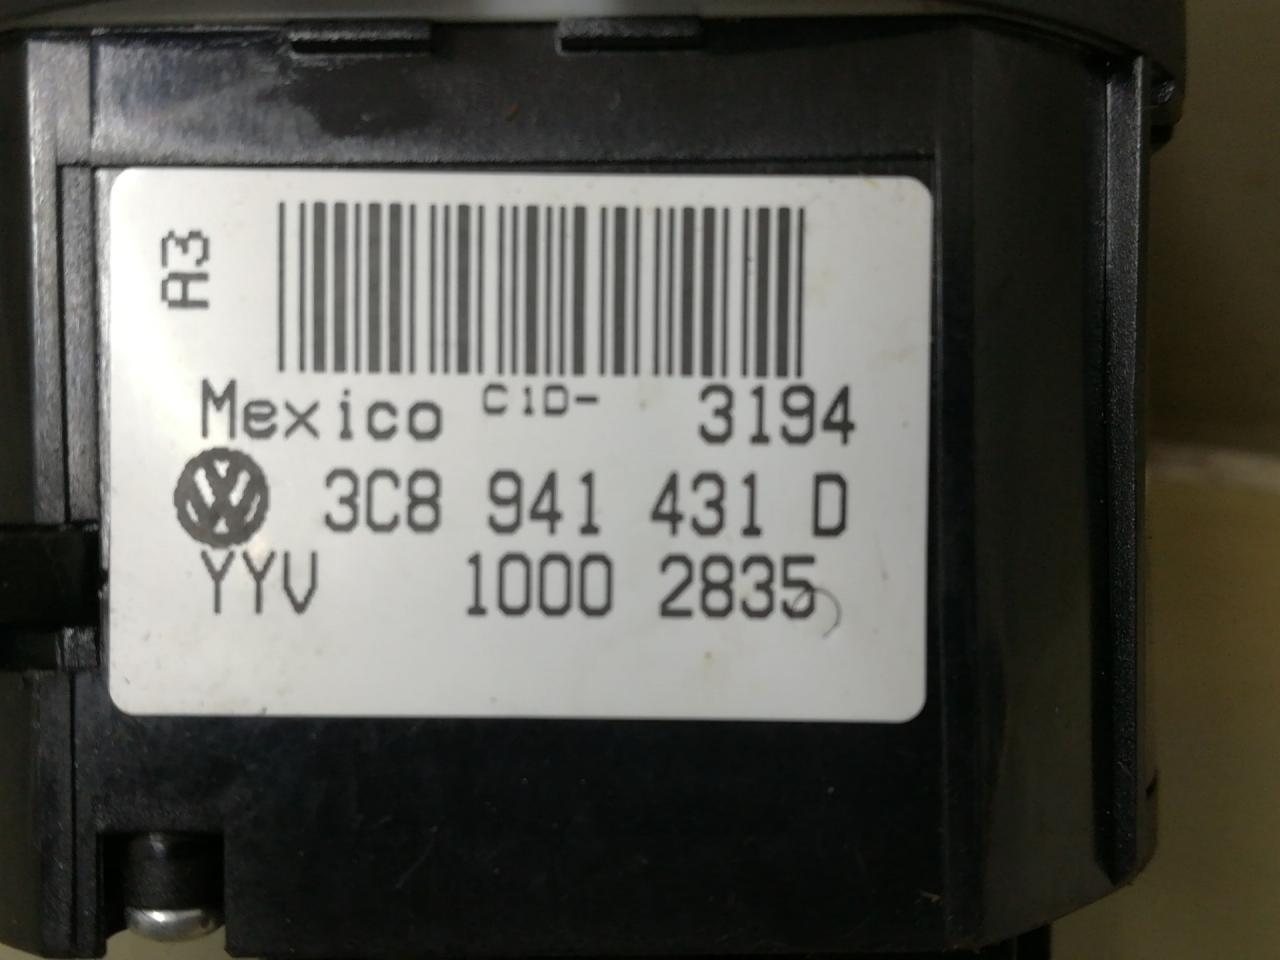 A3
Mexico C1D- 3194
3C8 941 431 D
YYV 1000 2835